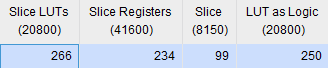 Slice LUTs Slice Registers Slice LUT as Logic
(20800) (41600) (8150) (20800)
266 234 99 250